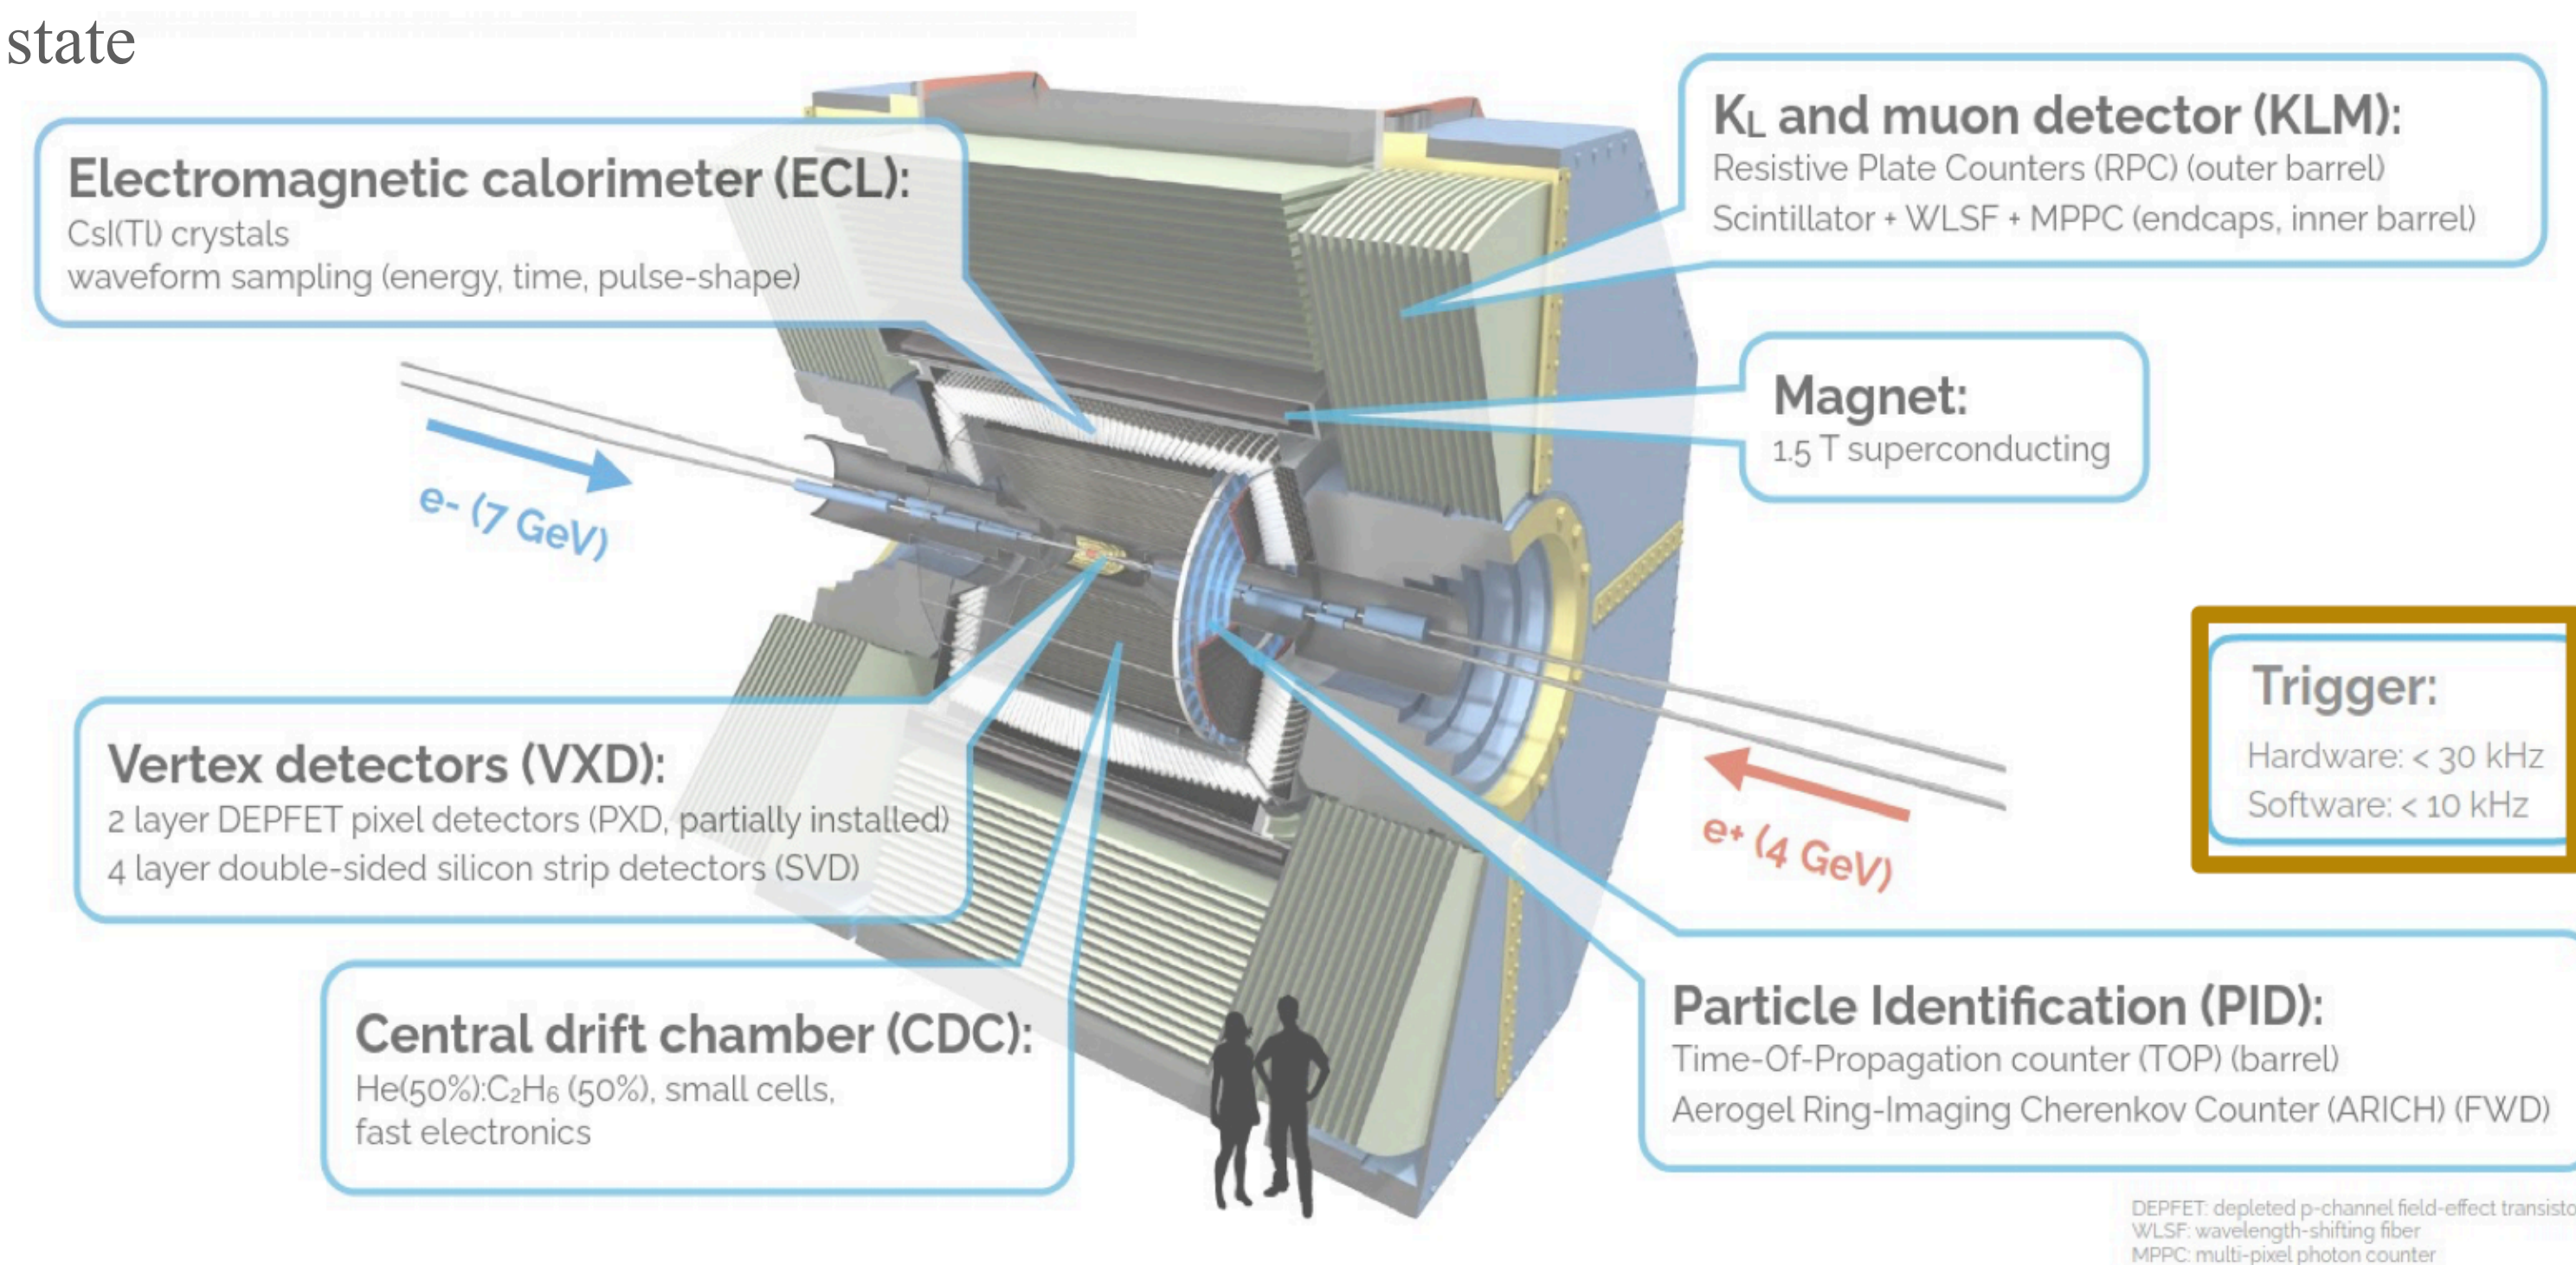 state
Electromagnetic calorimeter (ECL):
CsI(Tl) crystals
waveform sampling (energy, time, pulse-shape)
KL and muon detector (KLM):
Resistive Plate Counters (RPC) (outer barrel)
Scintillator + WLSF + MPPC (endcaps, inner barrel)
Magnet:
1.5 T superconducting
e- (7 GeV)
Trigger:
Hardware: < 30 kHz
Software: < 10 kHz
e+ (4 GeV)
Vertex detectors (VXD):
2 layer DEPFET pixel detectors (PXD, partially installed)
4 layer double-sided silicon strip detectors (SVD)
Central drift chamber (CDC):
He(50%):C₂H₆ (50%), small cells,
fast electronics
Particle Identification (PID):
Time-Of-Propagation counter (TOP) (barrel)
Aerogel Ring-Imaging Cherenkov Counter (ARICH) (FWD)
DEPFET: depleted p-channel field-effect transisto
WLSF: wavelength-shifting fiber
MPPC: multi-pixel photon counter